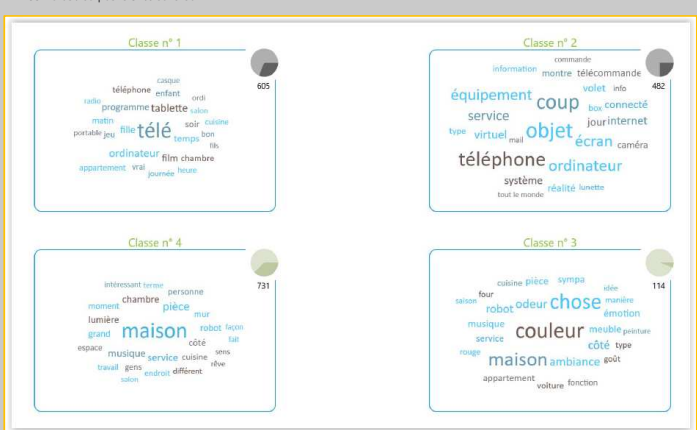 Classe n° 1
605
casque
téléphone enfant
ordi
radio
programme tablette salon
matin soir cuisine
portable jeu fille télé temps bon
fils
ordinateur film chambre
appartement vrai journée heure
Classe n° 2
482
commande
information montre télécommande
volet info
équipement coup box connecté
service jour internet
type virtuel mail objet écran caméra
téléphone ordinateur
système réalité lunette
tout le monde
Classe n° 4
731
intéressant terme personne
chambre
moment pièce
lumière mur
grand maison robot façon
côté fait
espace musique service cuisine sens
rêve
travail gens endroit différent
salon
Classe n° 3
114
cuisine pièce sympa
four idée
saison robot odeur chose manière
émotion
musique couleur meuble peinture
service côté type
rouge maison ambiance goût
appartement voiture fonction